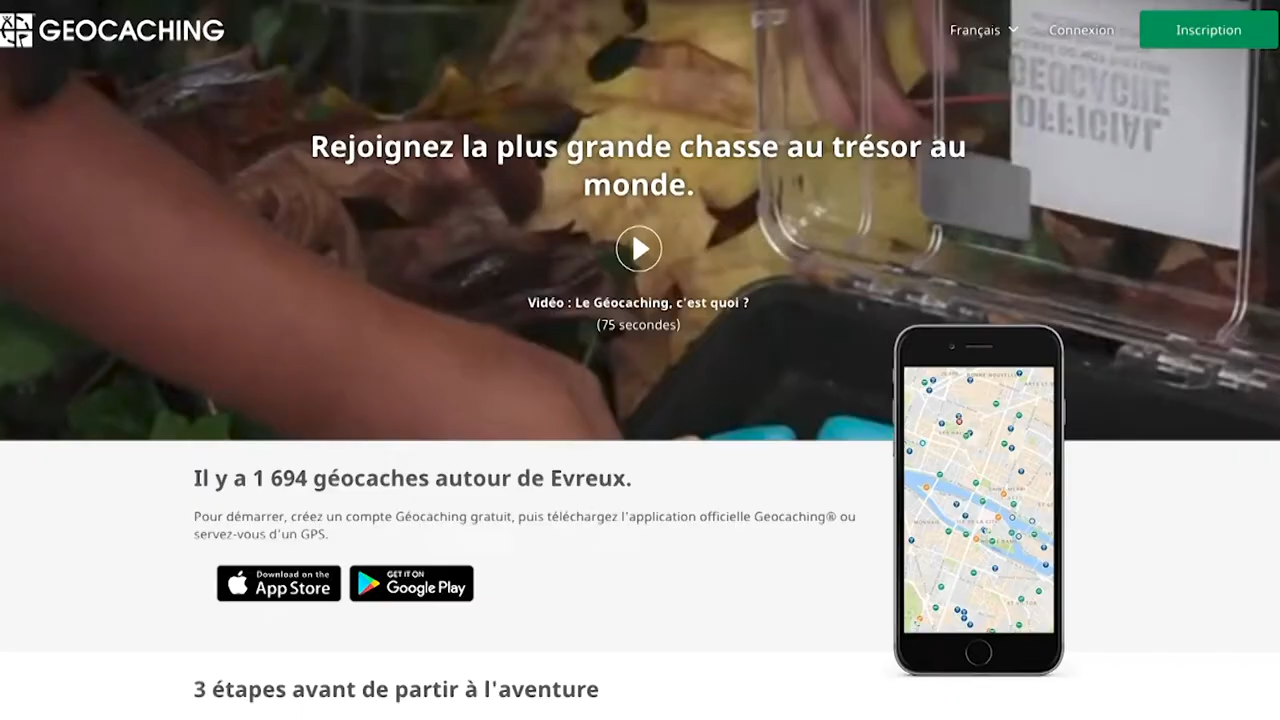 GEOCACHING
Français
Connexion
Inscription
GEOCACHE
OFFICIAL
Rejoignez la plus grande chasse au trésor au
monde.
Vidéo : Le Géocaching, c'est quoi ?
(75 secondes)
Il y a 1 694 géocaches autour de Evreux.
Pour démarrer, créez un compte Géocaching gratuit, puis téléchargez l'application officielle Geocaching® ou
servez-vous d'un GPS.
Download on the
App Store
GET IT ON
Google Play
3 étapes avant de partir à l'aventure